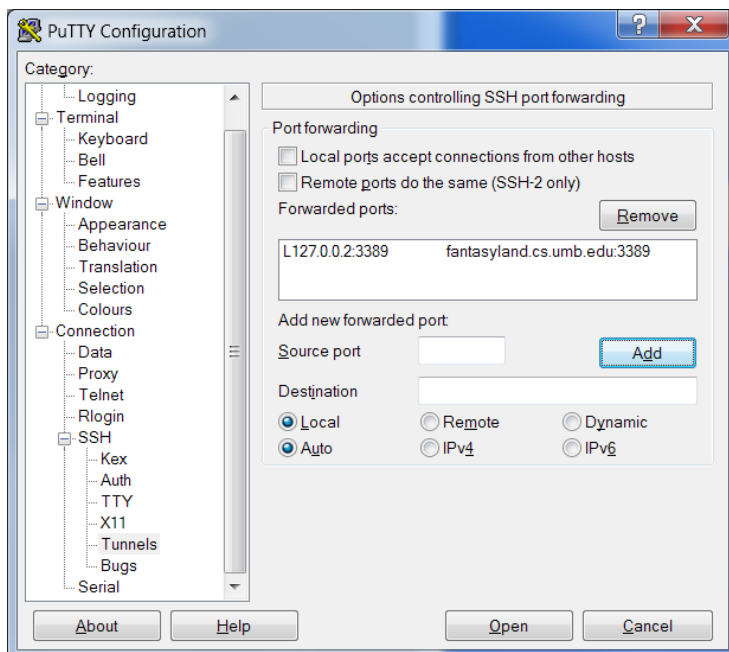 PuTTY Configuration
?
X
Category:
Logging
Terminal
Keyboard
Bell
Features
Window
Appearance
Behaviour
Translation
Selection
Colours
Connection
Data
Proxy
Telnet
Rlogin
SSH
Kex
Auth
TTY
X11
Tunnels
Bugs
Serial
Options controlling SSH port forwarding
Port forwarding
Local ports accept connections from other hosts
Remote ports do the same (SSH-2 only)
Forwarded ports:
Remove
L127.0.0.2:3389 fantasyland.cs.umb.edu:3389
Add new forwarded port:
Source port
Add
Destination
Local Remote Dynamic
Auto IPv4 IPv6
About Help Open Cancel